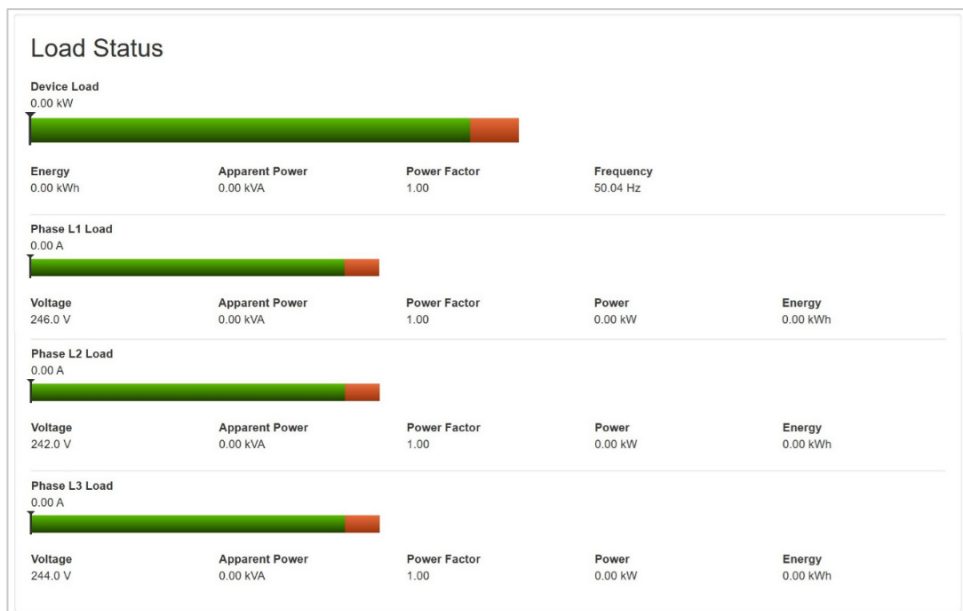 Load Status
Device Load
0.00 kW
Energy Apparent Power Power Factor Frequency
0.00 kWh 0.00 kVA 1.00 50.04 Hz
Phase L1 Load
0.00 A
Voltage Apparent Power Power Factor Power Energy
246.0 V 0.00 kVA 1.00 0.00 kW 0.00 kWh
Phase L2 Load
0.00 A
Voltage Apparent Power Power Factor Power Energy
242.0 V 0.00 kVA 1.00 0.00 kW 0.00 kWh
Phase L3 Load
0.00 A
Voltage Apparent Power Power Factor Power Energy
244.0 V 0.00 kVA 1.00 0.00 kW 0.00 kWh